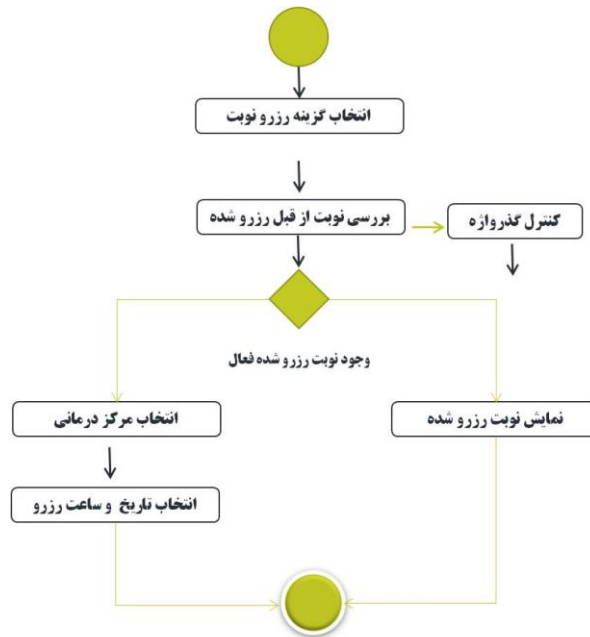 انتخاب گزینه رزرو نوبت
بررسی نوبت از قبل رزرو شده
کنترل گذرواژه
وجود نوبت رزرو شده فعال
انتخاب مرکز درمانی
نمایش نوبت رزرو شده
انتخاب تاریخ و ساعت رزرو